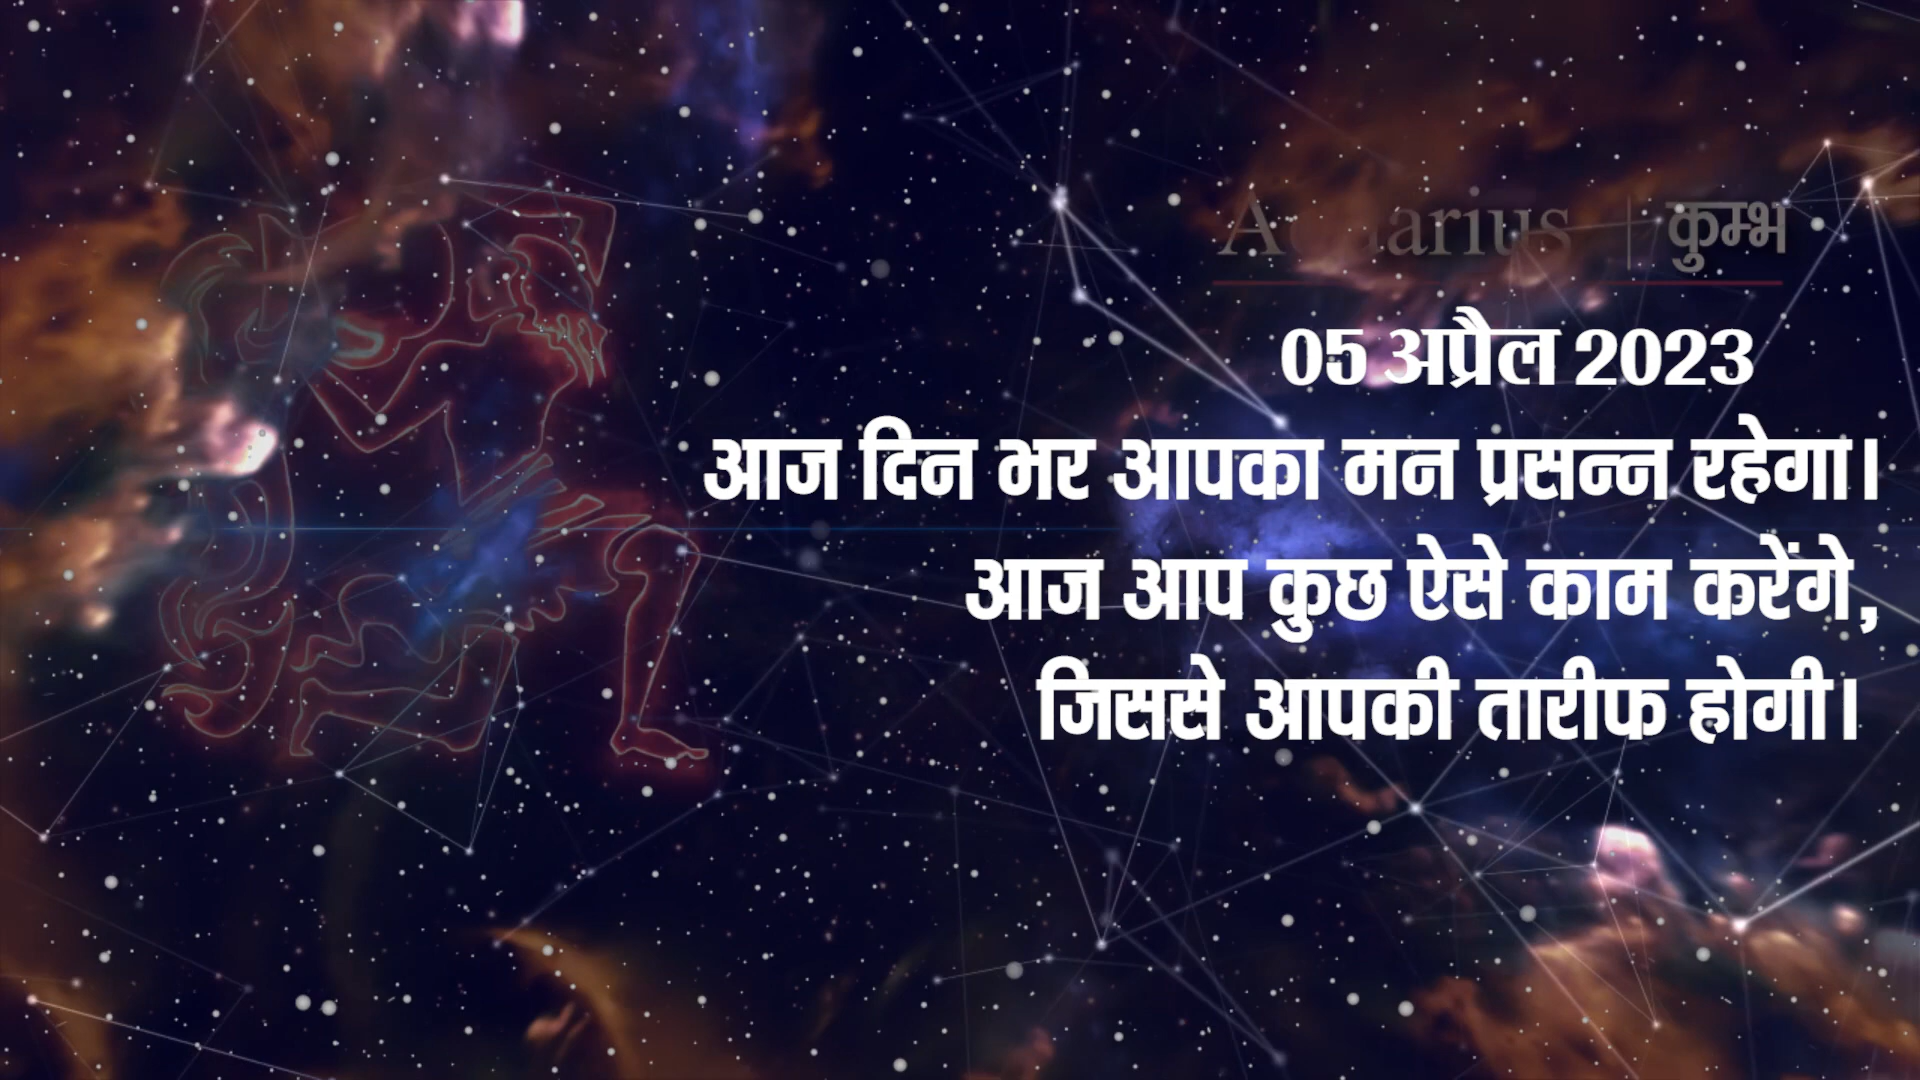 Aquarius | कुम्भ
05 अप्रैल 2023
आज दिन भर आपका मन प्रसन्न रहेगा।
आज आप कुछ ऐसे काम करेंगे,
जिससे आपकी तारीफ होगी।